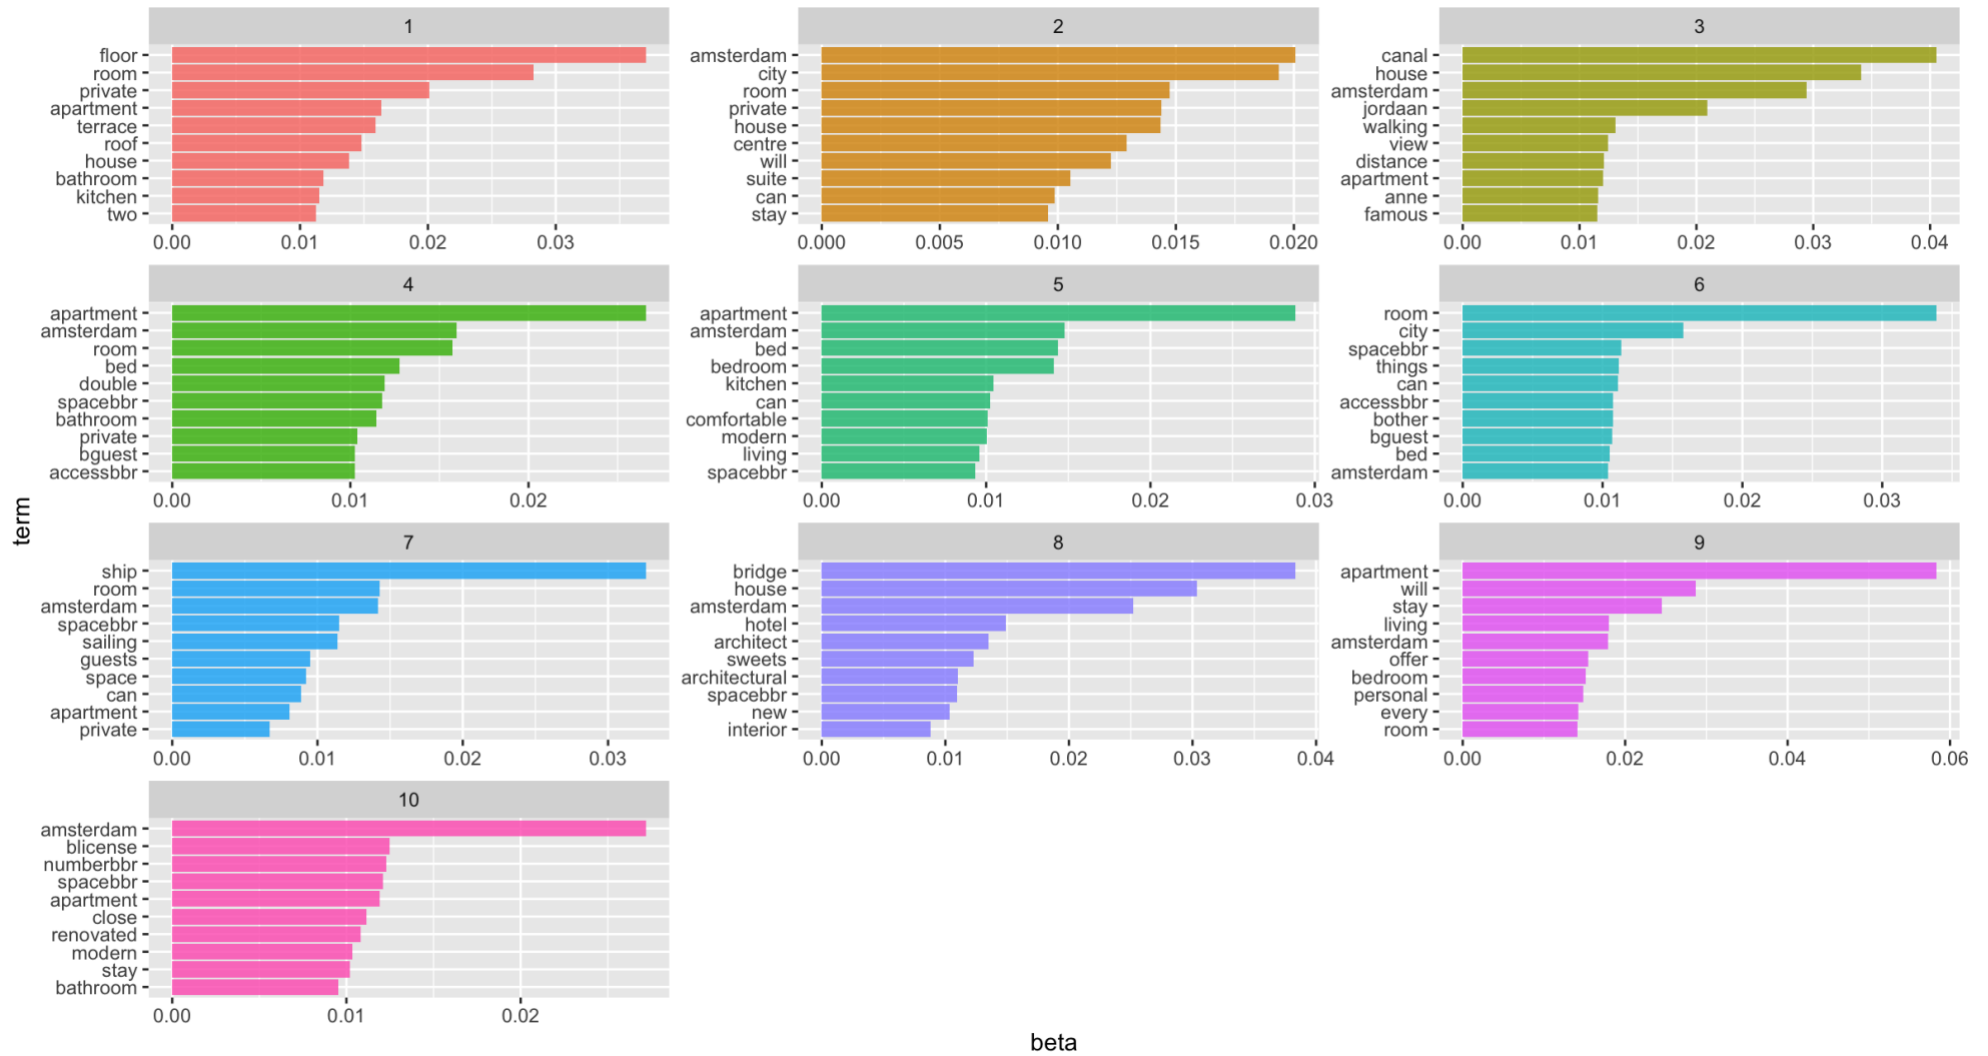 1
floor
room
private
apartment
terrace
roof
house
bathroom
kitchen
two
0.00 0.01 0.02 0.03
2
amsterdam
city
room
private
house
centre
will
suite
can
stay
0.000 0.005 0.010 0.015 0.020
3
canal
house
amsterdam
jordaan
walking
view
distance
apartment
anne
famous
0.00 0.01 0.02 0.03 0.04
4
apartment
amsterdam
room
bed
double
spacebbr
bathroom
private
bguest
accessbbr
0.00 0.01 0.02
5
apartment
amsterdam
bed
bedroom
kitchen
can
comfortable
modern
living
spacebbr
0.00 0.01 0.02 0.03
6
room
city
spacebbr
things
can
accessbbr
bother
bguest
bed
amsterdam
0.00 0.01 0.02 0.03
term
7
ship
room
amsterdam
spacebbr
sailing
guests
space
can
apartment
private
0.00 0.01 0.02 0.03
8
bridge
house
amsterdam
hotel
architect
sweets
architectural
spacebbr
new
interior
0.00 0.01 0.02 0.03 0.04
9
apartment
will
stay
living
amsterdam
offer
bedroom
personal
every
room
0.00 0.02 0.04 0.06
10
amsterdam
blicense
numberbbr
spacebbr
apartment
close
renovated
modern
stay
bathroom
0.00 0.01 0.02
beta